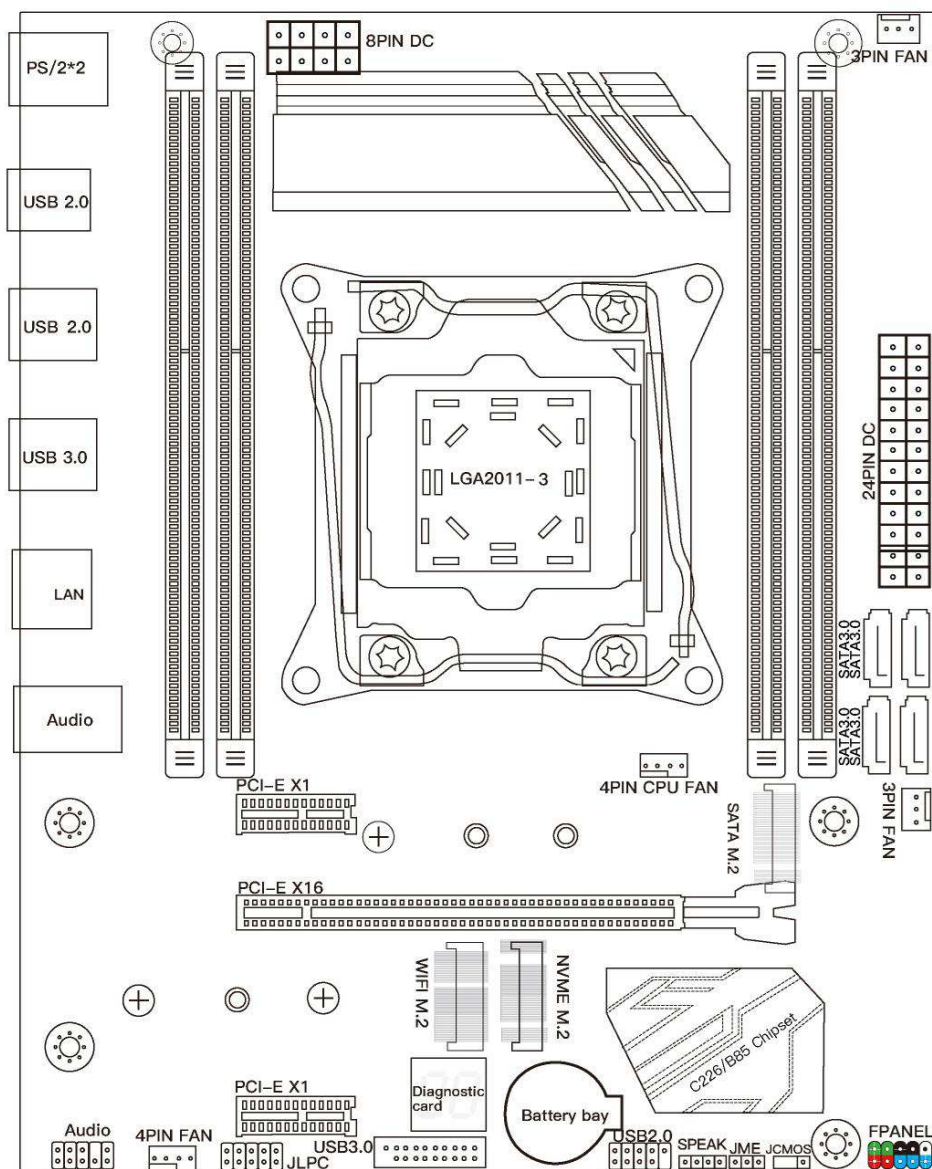 8PIN DC
3PIN FAN
PS/2*2
USB 2.0
USB 2.0
USB 3.0
LGA2011-3
24PIN DC
LAN
SATA3.0
SATA3.0
Audio
SATA3.0
SATA3.0
PCI-E X1
4PIN CPU FAN
SATA M.2
3PIN FAN
PCI-E X16
WIFI M.2
NVME M.2
C226/B85 Chipset
PCI-E X1
Diagnostic
card
Battery bay
Audio
4PIN FAN
JLPC
USB3.0
USB2.0
SPEAK
JME
JCMOS
FPANEL